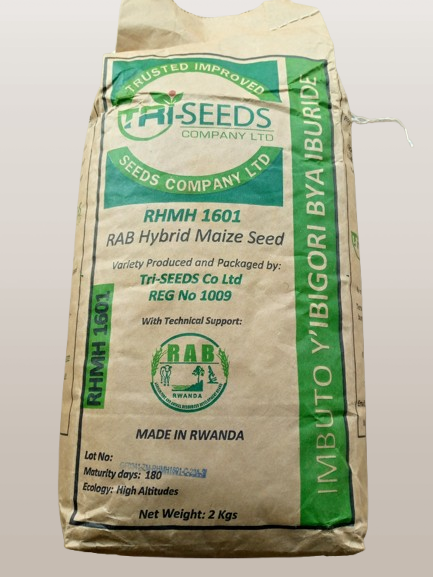 TRUSTED IMPROVED
TRI-SEEDS
COMPANY LTD
SEEDS COMPANY LTD
RHMH 1601
RAB Hybrid Maize Seed
Variety Produced and Packaged by:
Tri-SEEDS Co Ltd
REG No 1009
With Technical Support:
RAB
RWANDA
MADE IN RWANDA
Lot No:
Maturity days: 180
Ecology: High Altitudes
Net Weight: 2 Kgs
RHMH 1601
IMBUTO Y'IBIGORI BYA IBURIDE